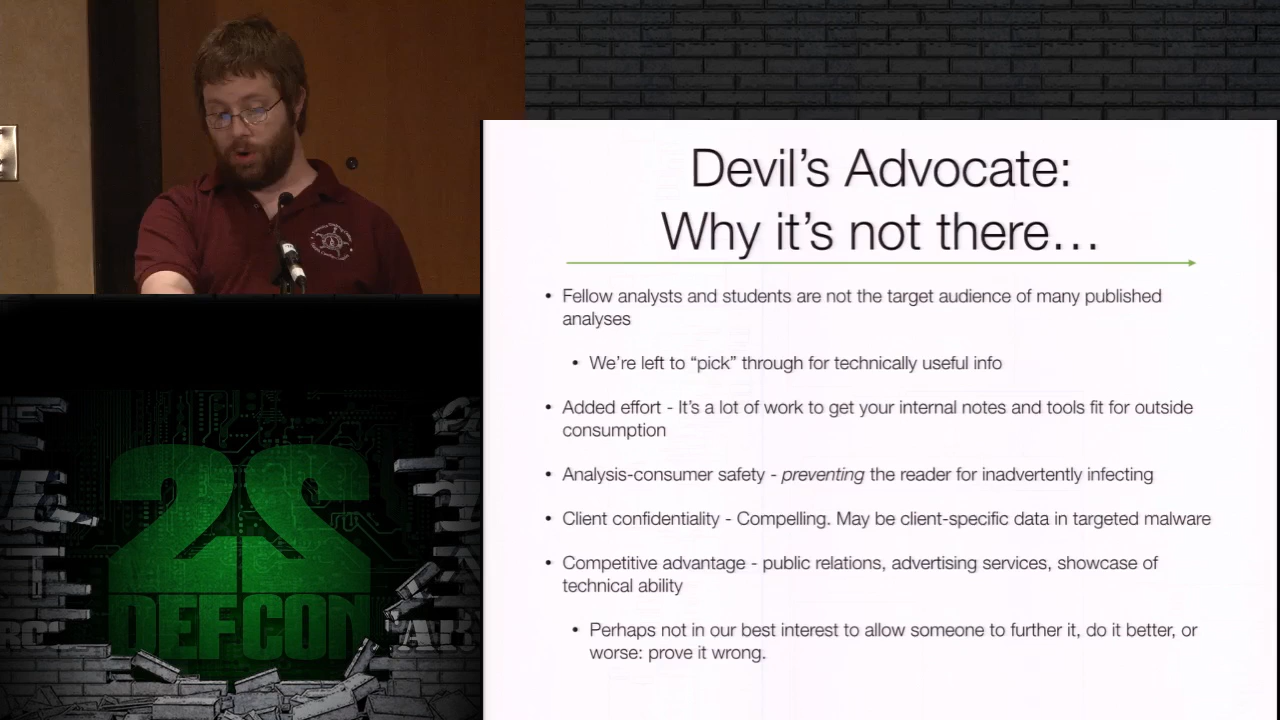 Devil's Advocate:
Why it's not there…
• Fellow analysts and students are not the target audience of many published
analyses
• We're left to “pick” through for technically useful info
• Added effort - It's a lot of work to get your internal notes and tools fit for outside
consumption
• Analysis-consumer safety - preventing the reader for inadvertently infecting
• Client confidentiality - Compelling. May be client-specific data in targeted malware
• Competitive advantage - public relations, advertising services, showcase of
technical ability
• Perhaps not in our best interest to allow someone to further it, do it better, or
worse: prove it wrong.
22
DEFCON